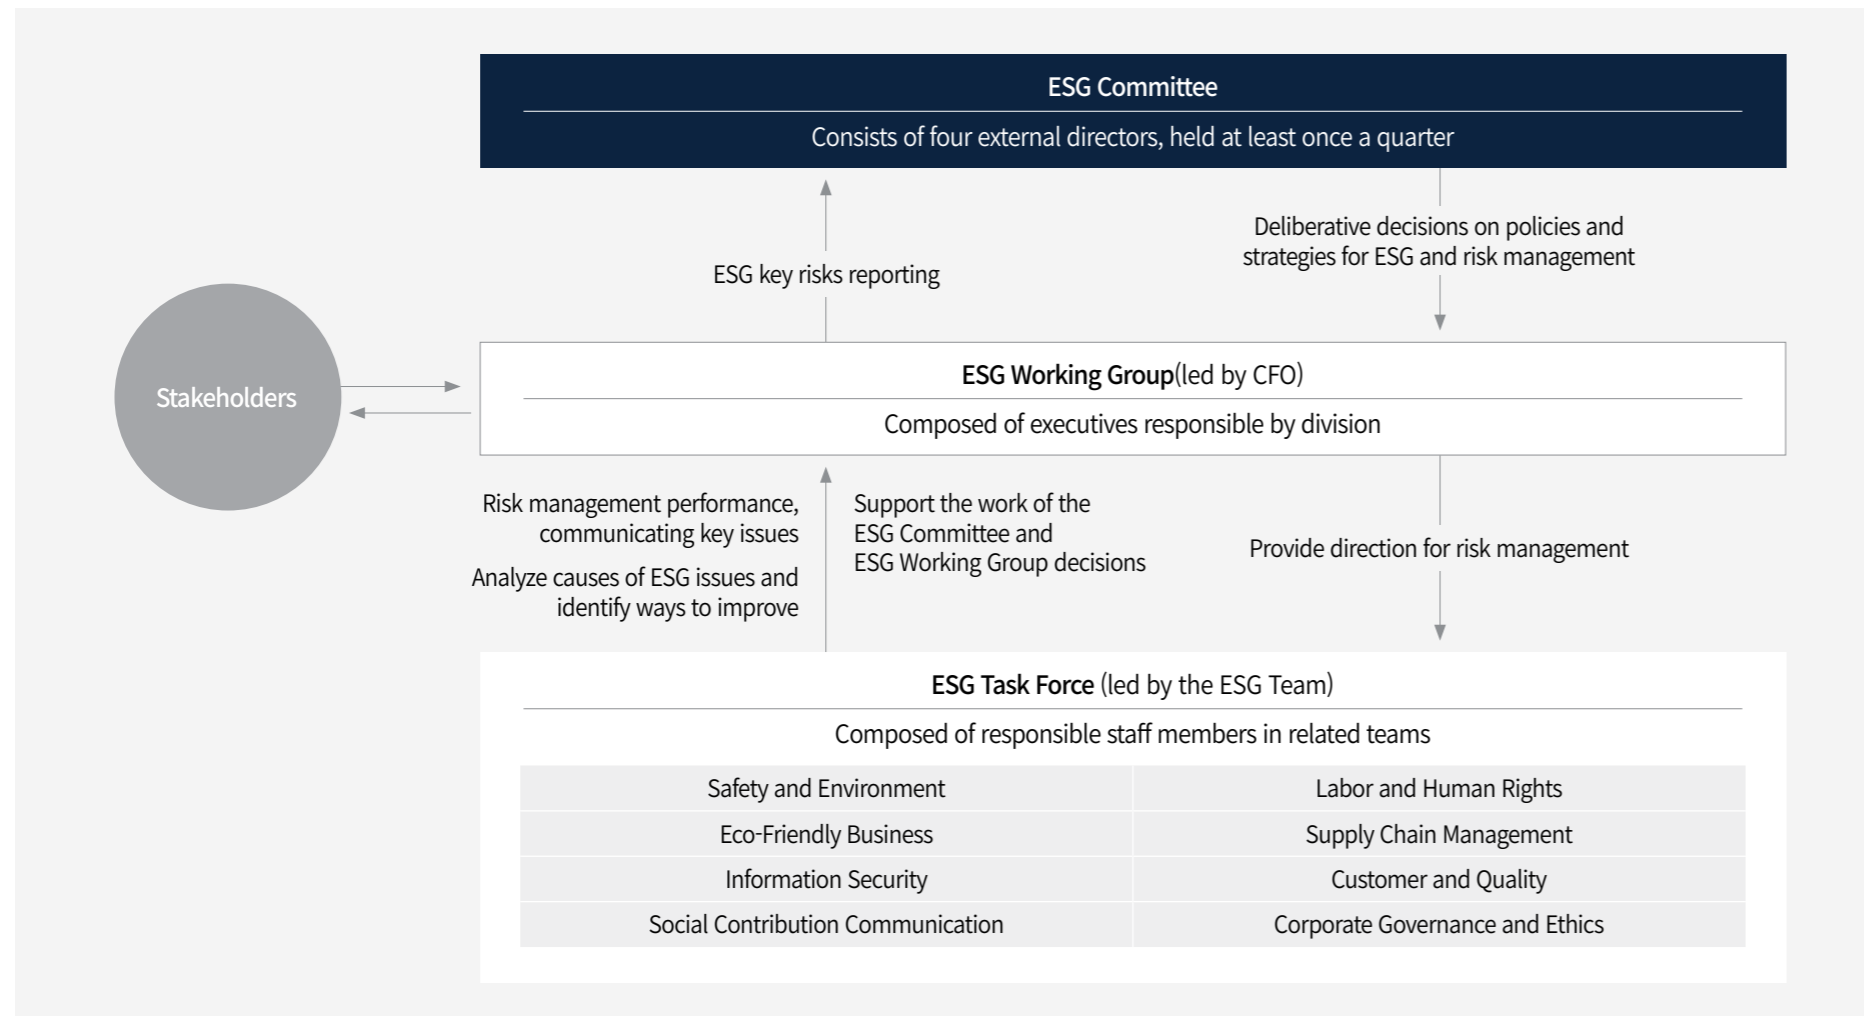 ESG Committee
Consists of four external directors, held at least once a quarter
ESG key risks reporting
Deliberative decisions on policies and
strategies for ESG and risk management
Stakeholders
ESG Working Group(led by CFO)
Composed of executives responsible by division
Risk management performance,
communicating key issues
Analyze causes of ESG issues and
identify ways to improve
Support the work of the
ESG Committee and
ESG Working Group decisions
Provide direction for risk management
ESG Task Force (led by the ESG Team)
Composed of responsible staff members in related teams
Safety and Environment
Labor and Human Rights
Eco-Friendly Business
Supply Chain Management
Information Security
Customer and Quality
Social Contribution Communication
Corporate Governance and Ethics